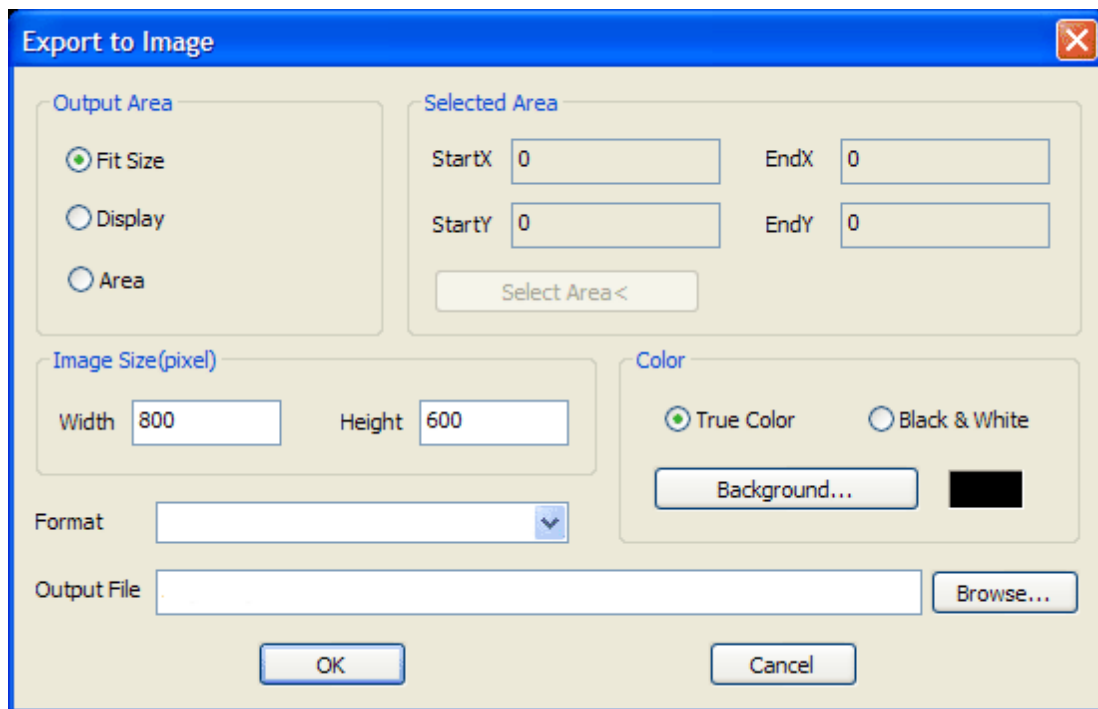 Export to Image
Output Area
Fit Size
Display
Area
Selected Area
StartX 0 EndX 0
StartY 0 EndY 0
Select Area<
Image Size(pixel)
Width 800 Height 600
Color
True Color Black & White
Background...
Format
Output File Browse...
OK Cancel